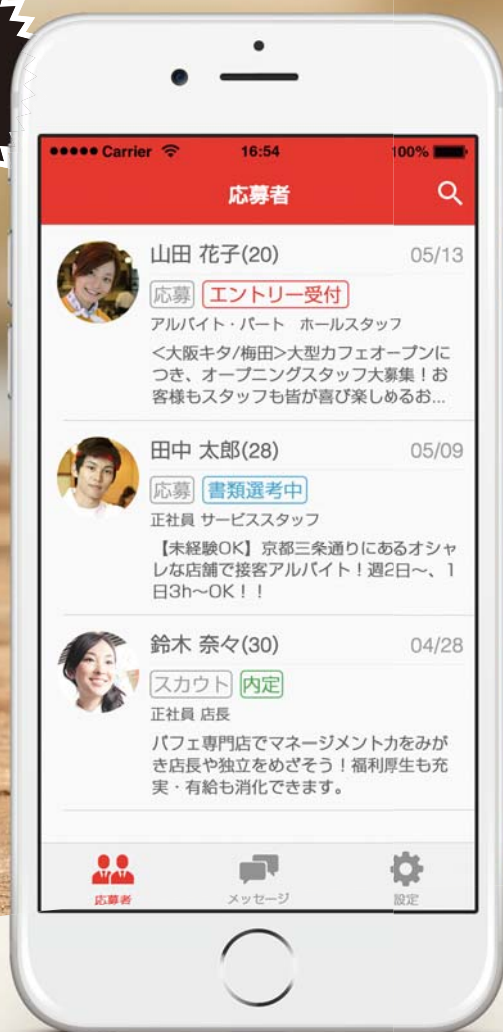 Carrier 16:54 100%
応募者
山田 花子(20) 05/13
応募 エントリー受付
アルバイト・パート ホールスタッフ
<大阪キタ/梅田>大型カフェオープンに
つき、オープニングスタッフ大募集！お
客様もスタッフも皆が喜び楽しめるお...
田中 太郎(28) 05/09
応募 書類選考中
正社員 サービススタッフ
【未経験OK】京都三条通りにあるオシャ
レな店舗で接客アルバイト！週2日〜、1
日3h〜OK！！
鈴木 奈々(30) 04/28
スカウト 内定
正社員 店長
パフェ専門店でマネージメント力をみが
き店長や独立をめざそう！福利厚生も充
実・有給も消化できます。
応募者 メッセージ 設定